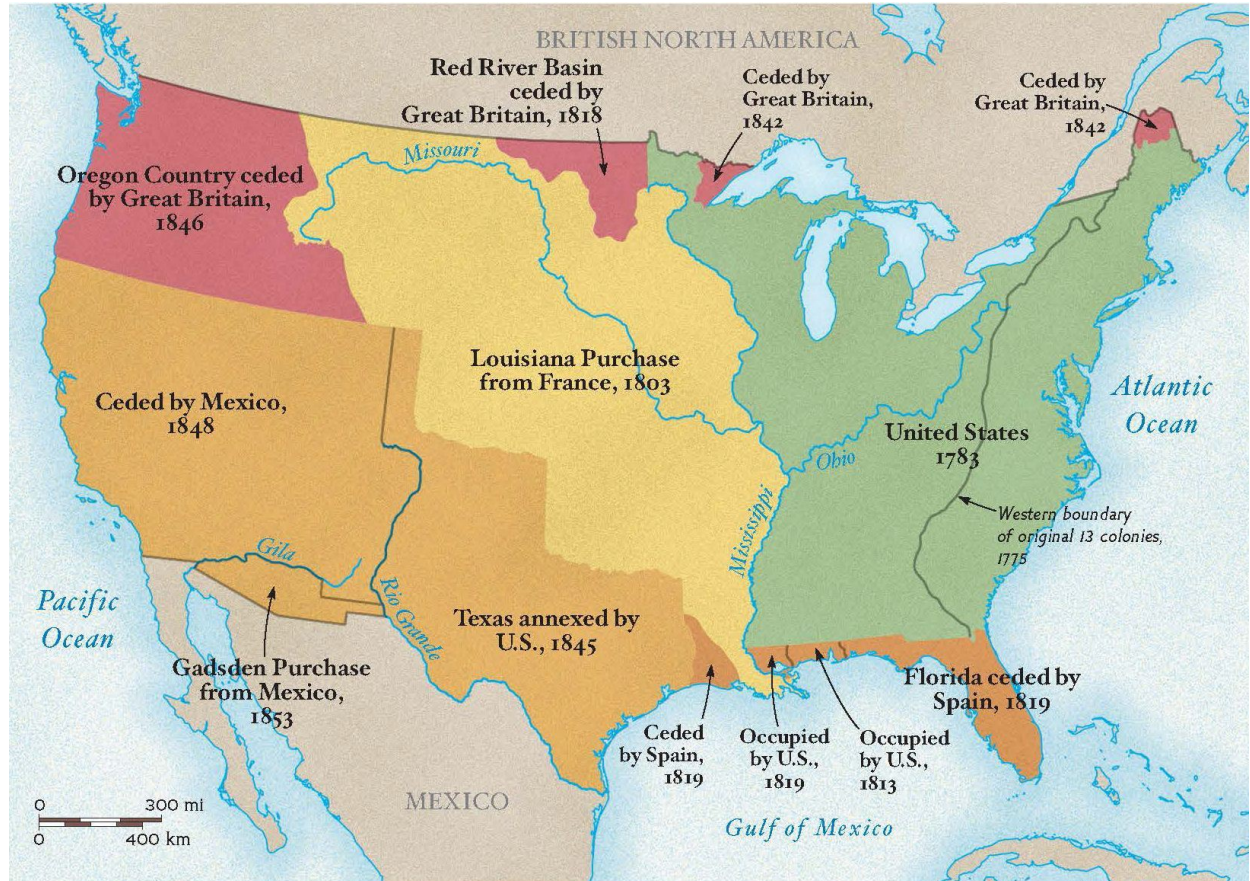 BRITISH NORTH AMERICA
Red River Basin
ceded by
Great Britain, 1818
Ceded by
Great Britain,
1842
Ceded by
Great Britain,
1842
Missouri
Oregon Country ceded
by Great Britain,
1846
Louisiana Purchase
from France, 1803
Ceded by Mexico,
1848
Atlantic
Ocean
United States
1783
Ohio
Mississippi
Western boundary
of original 13 colonies,
1775
Gila
Rio Grande
Pacific
Ocean
Texas annexed by
U.S., 1845
Gadsden Purchase
from Mexico,
1853
Florida ceded by
Spain, 1819
Ceded
by Spain,
1819
Occupied
by U.S.,
1819
Occupied
by U.S.,
1813
MEXICO
Gulf of Mexico
0 300 mi
0 400 km